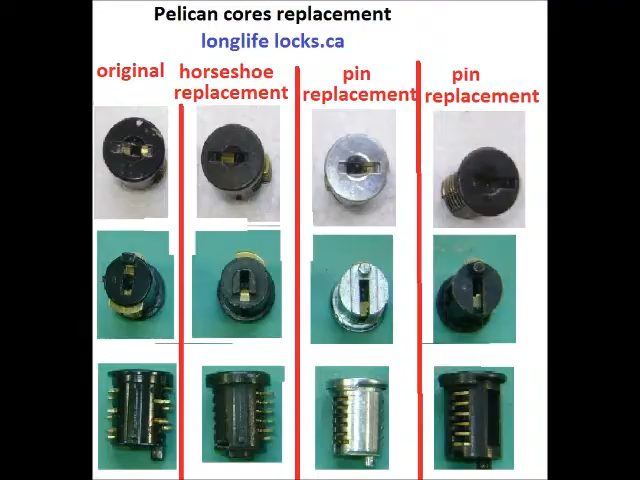 Pelican cores replacement
longlife locks.ca
original
horseshoe
replacement
pin
replacement
pin
replacement